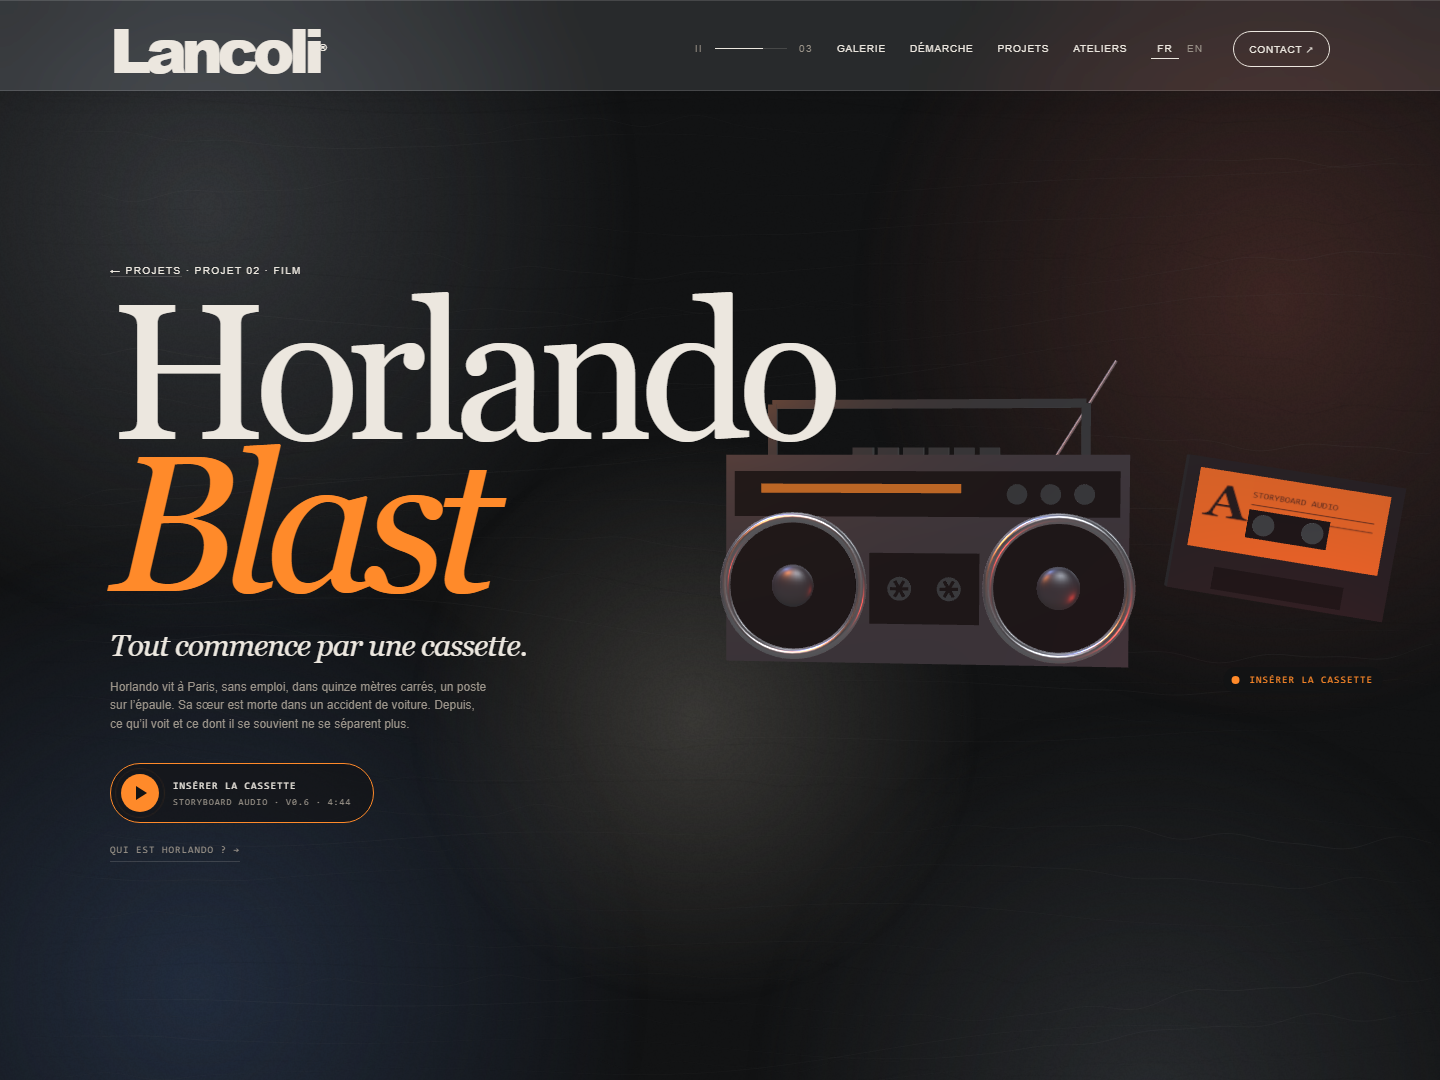 Lancoli®
II 03 GALERIE DÉMARCHE PROJETS ATELIERS FR EN CONTACT ↗
← PROJETS · PROJET 02 · FILM
Horlando
Blast
A STORYBOARD AUDIO
Tout commence par une cassette.
Horlando vit à Paris, sans emploi, dans quinze mètres carrés, un poste
sur l’épaule. Sa sœur est morte dans un accident de voiture. Depuis,
ce qu’il voit et ce dont il se souvient ne se séparent plus.
INSÉRER LA CASSETTE
INSÉRER LA CASSETTE
STORYBOARD AUDIO · V0.6 · 4:44
QUI EST HORLANDO ? →